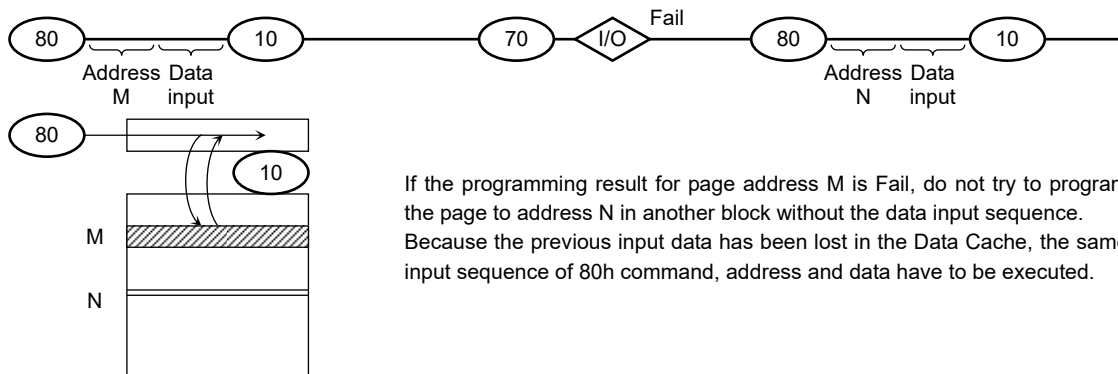 Fail
80 10 70 I/O 80 10
Address Data Address Data
M input N input
80
10
If the programming result for page address M is Fail, do not try to program
the page to address N in another block without the data input sequence.
M
Because the previous input data has been lost in the Data Cache, the same
input sequence of 80h command, address and data have to be executed.
N